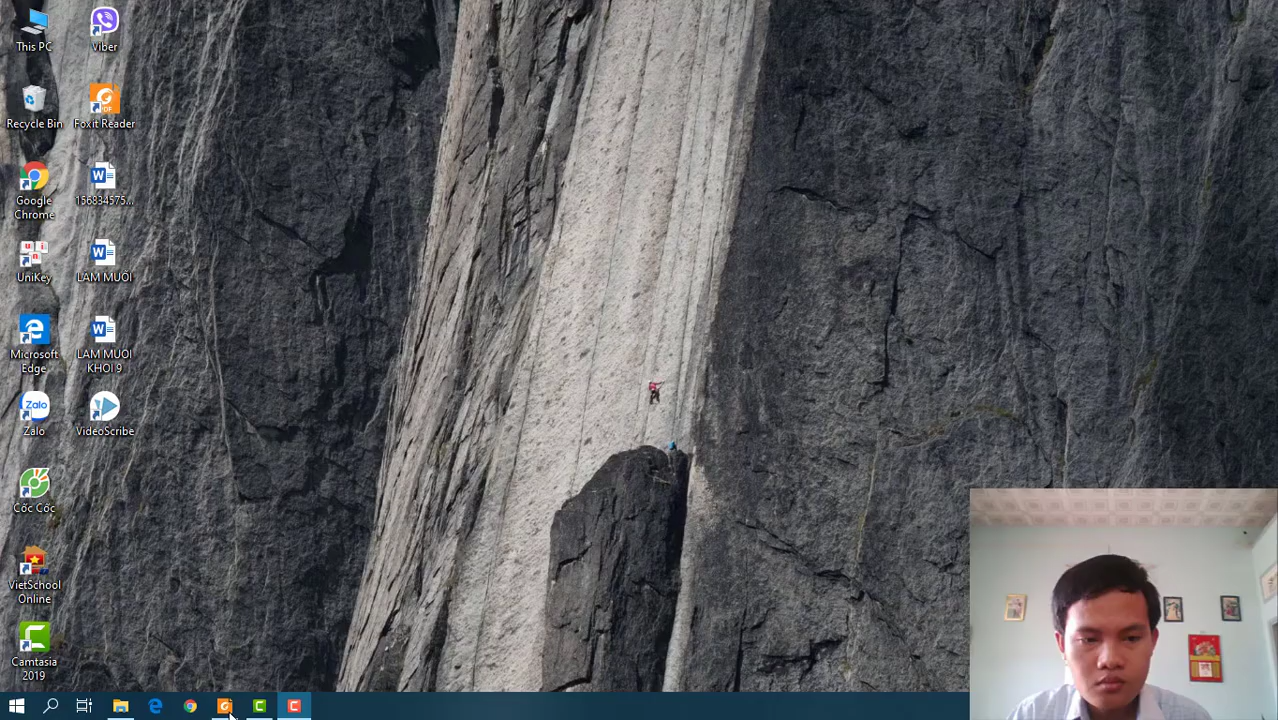 This PC
Viber
Recycle Bin
Foxit Reader
Google
Chrome
156834575...
UniKey
LAM MUOI
Microsoft
Edge
LAM MUOI
KHOI 9
Zalo
Zalo
VideoScribe
Cốc Cốc
VietSchool
Online
Camtasia
2019